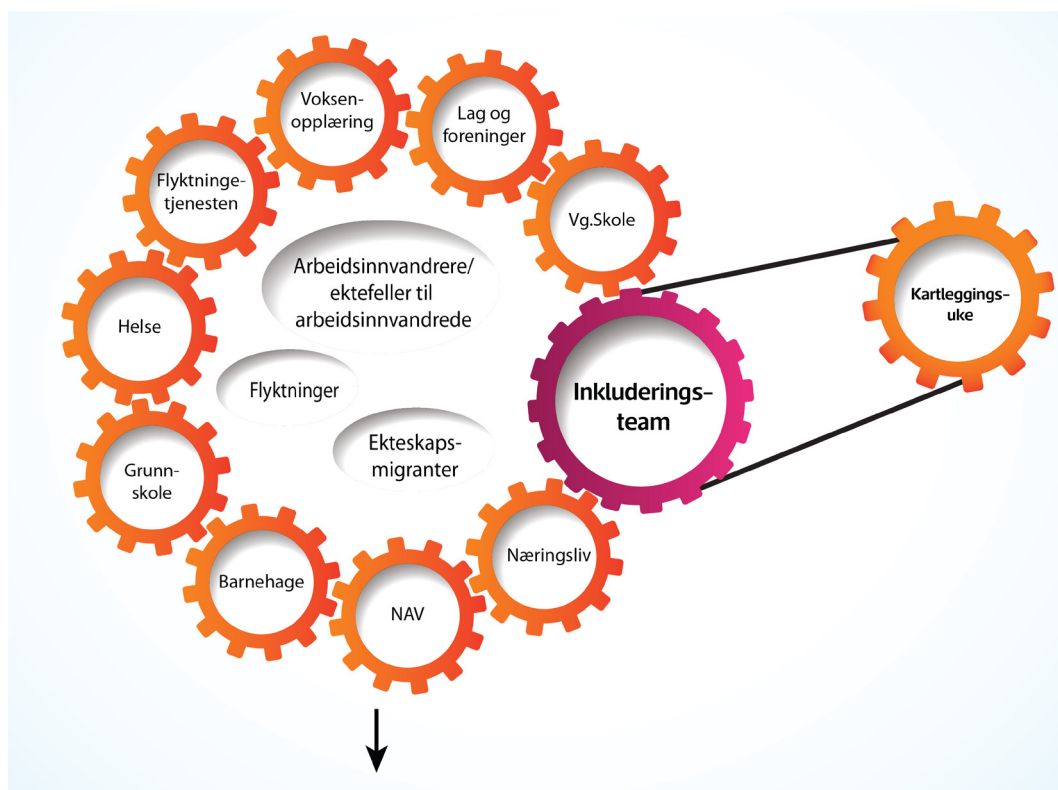 Voksen-
opplæring
Lag og
foreninger
Flyktninge-
tjenesten
Vg.Skole
Arbeidsinnvandrere/
ektefeller til
arbeidsinnvandrede
Kartleggings-
uke
Helse
Flyktninger
Inkluderings-
team
Ekteskaps-
migranter
Grunn-
skole
Næringsliv
Barnehage
NAV